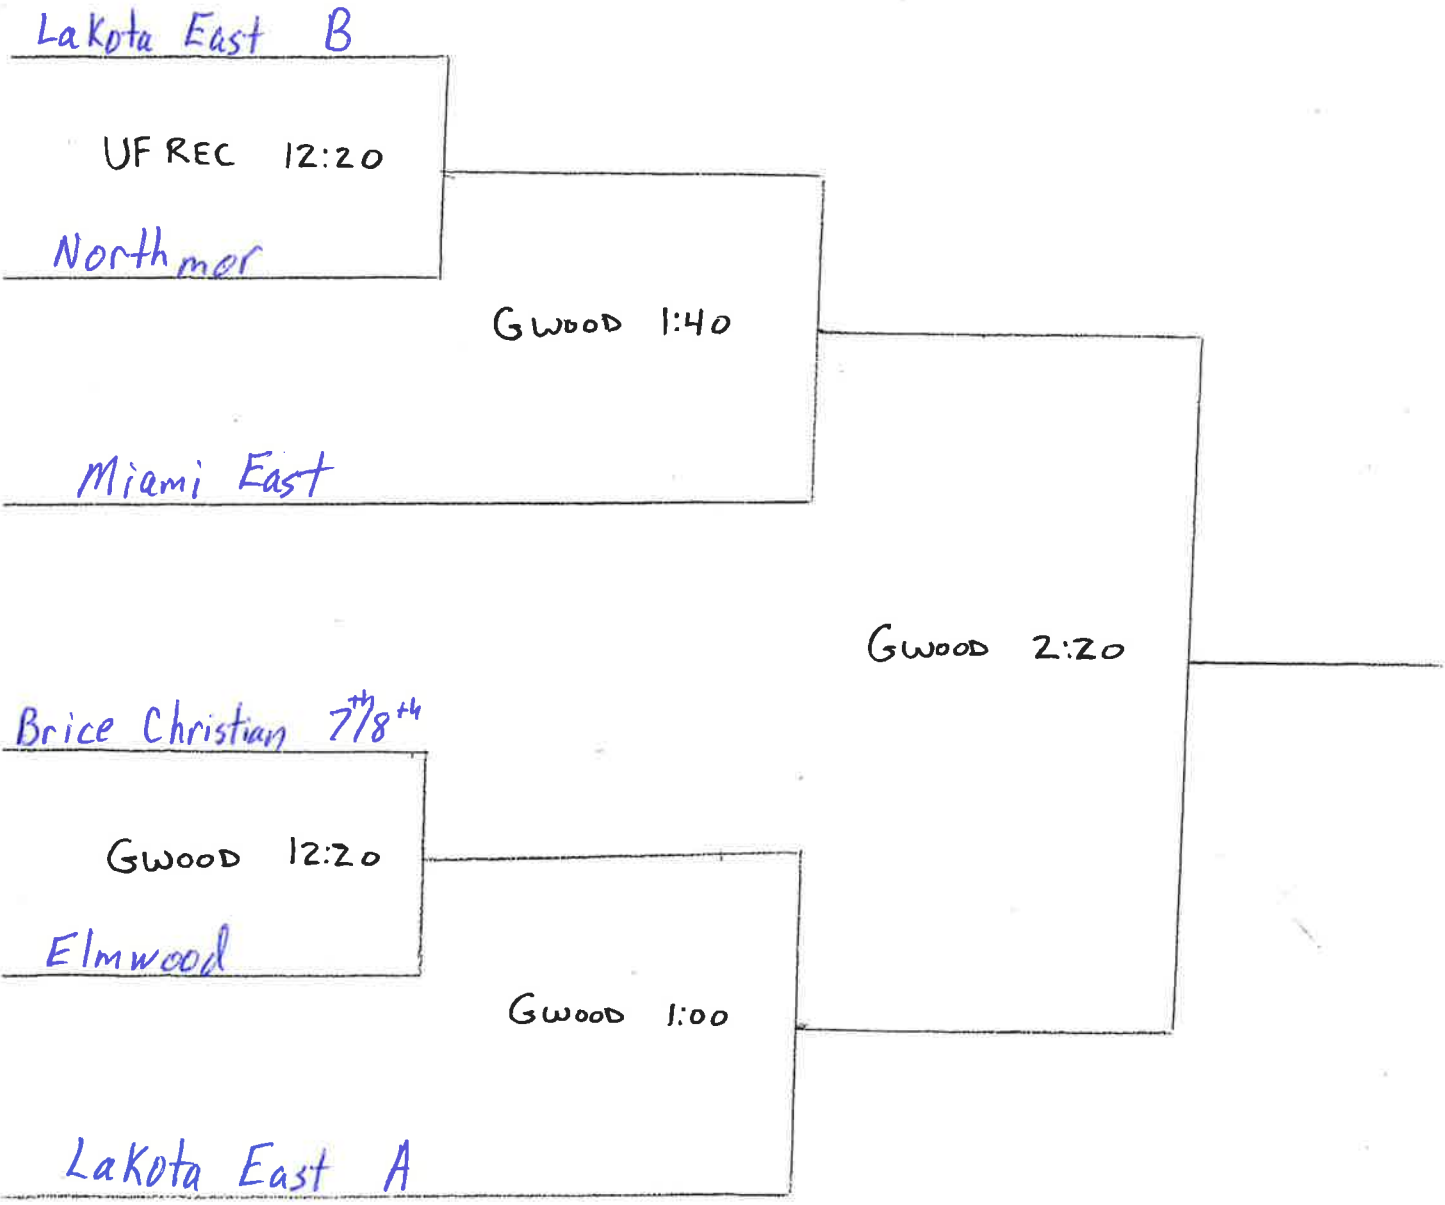 Lakota East B
UF REC 12:20
Northmor
GWOOD 1:40
Miami East
GWOOD 2:20
Brice Christian 7th/8th
GWOOD 12:20
Elmwood
GWOOD 1:00
Lakota East A